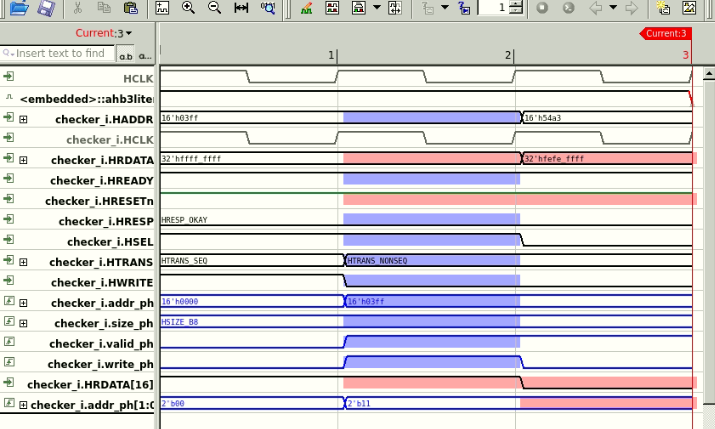 1
Current:3
Current:3
Insert text to find
a.b
a...
1
2
3
HCLK
<embedded>::ahb3lite
checker_i.HADDR
16'h03ff
16'h54a3
checker_i.HCLK
checker_i.HRDATA
32'hffff_ffff
32'hfefe_ffff
checker_i.HREADY
checker_i.HRESETn
checker_i.HRESP
HRESP_OKAY
checker_i.HSEL
checker_i.HTRANS
HTRANS_SEQ
HTRANS_NONSEQ
checker_i.HWRITE
checker_i.addr_ph
16'h0000
16'h03ff
checker_i.size_ph
HSIZE_B8
checker_i.valid_ph
checker_i.write_ph
checker_i.HRDATA[16]
checker_i.addr_ph[1:0
2'b00
2'b11